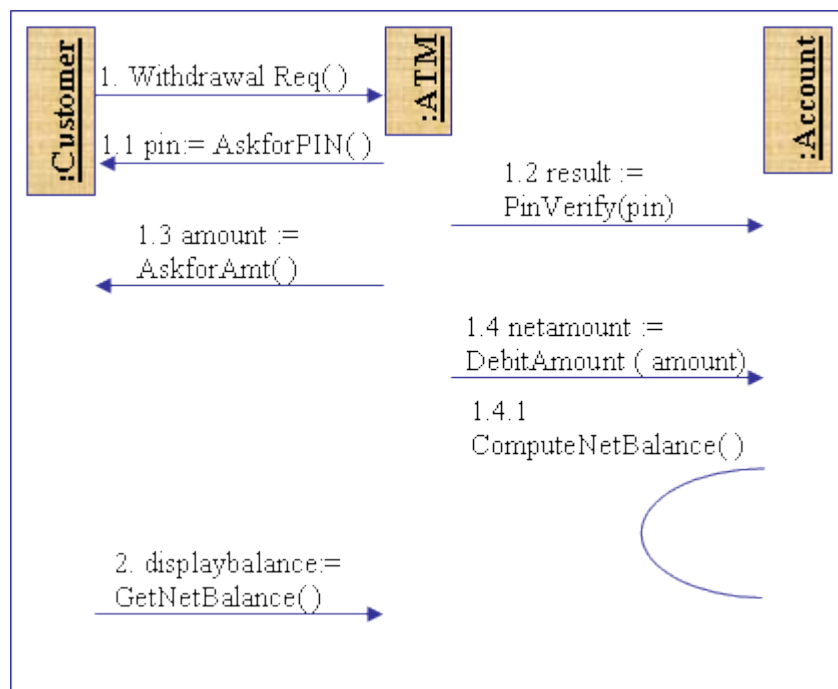 :Customer
:ATM
:Account
1. Withdrawal Req()
1.1 pin:= AskforPIN()
1.2 result :=
PinVerify(pin)
1.3 amount :=
AskforAmt()
1.4 netamount :=
DebitAmount ( amount)
1.4.1
ComputeNetBalance()
2. displaybalance:=
GetNetBalance()